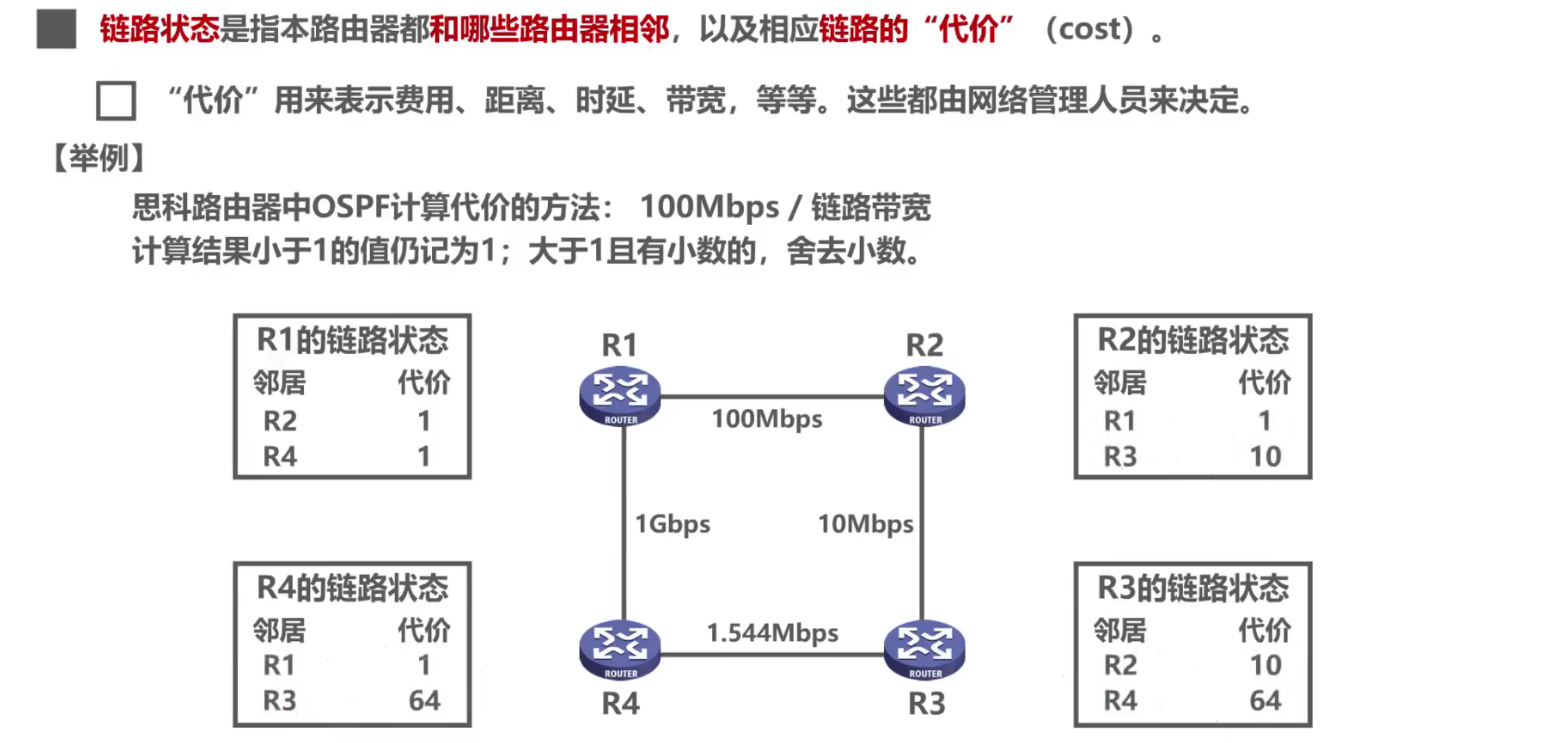 链路状态是指本路由器都和哪些路由器相邻，以及相应链路的“代价”（cost）。
“代价”用来表示费用、距离、时延、带宽，等等。这些都由网络管理人员来决定。
【举例】
思科路由器中OSPF计算代价的方法： 100Mbps / 链路带宽
计算结果小于1的值仍记为1；大于1且有小数的，舍去小数。
R1的链路状态
邻居 代价
R2 1
R4 1
R1
ROUTER
100Mbps
R2
ROUTER
R2的链路状态
邻居 代价
R1 1
R3 10
1Gbps
10Mbps
R4的链路状态
邻居 代价
R1 1
R3 64
ROUTER
R4
1.544Mbps
ROUTER
R3
R3的链路状态
邻居 代价
R2 10
R4 64